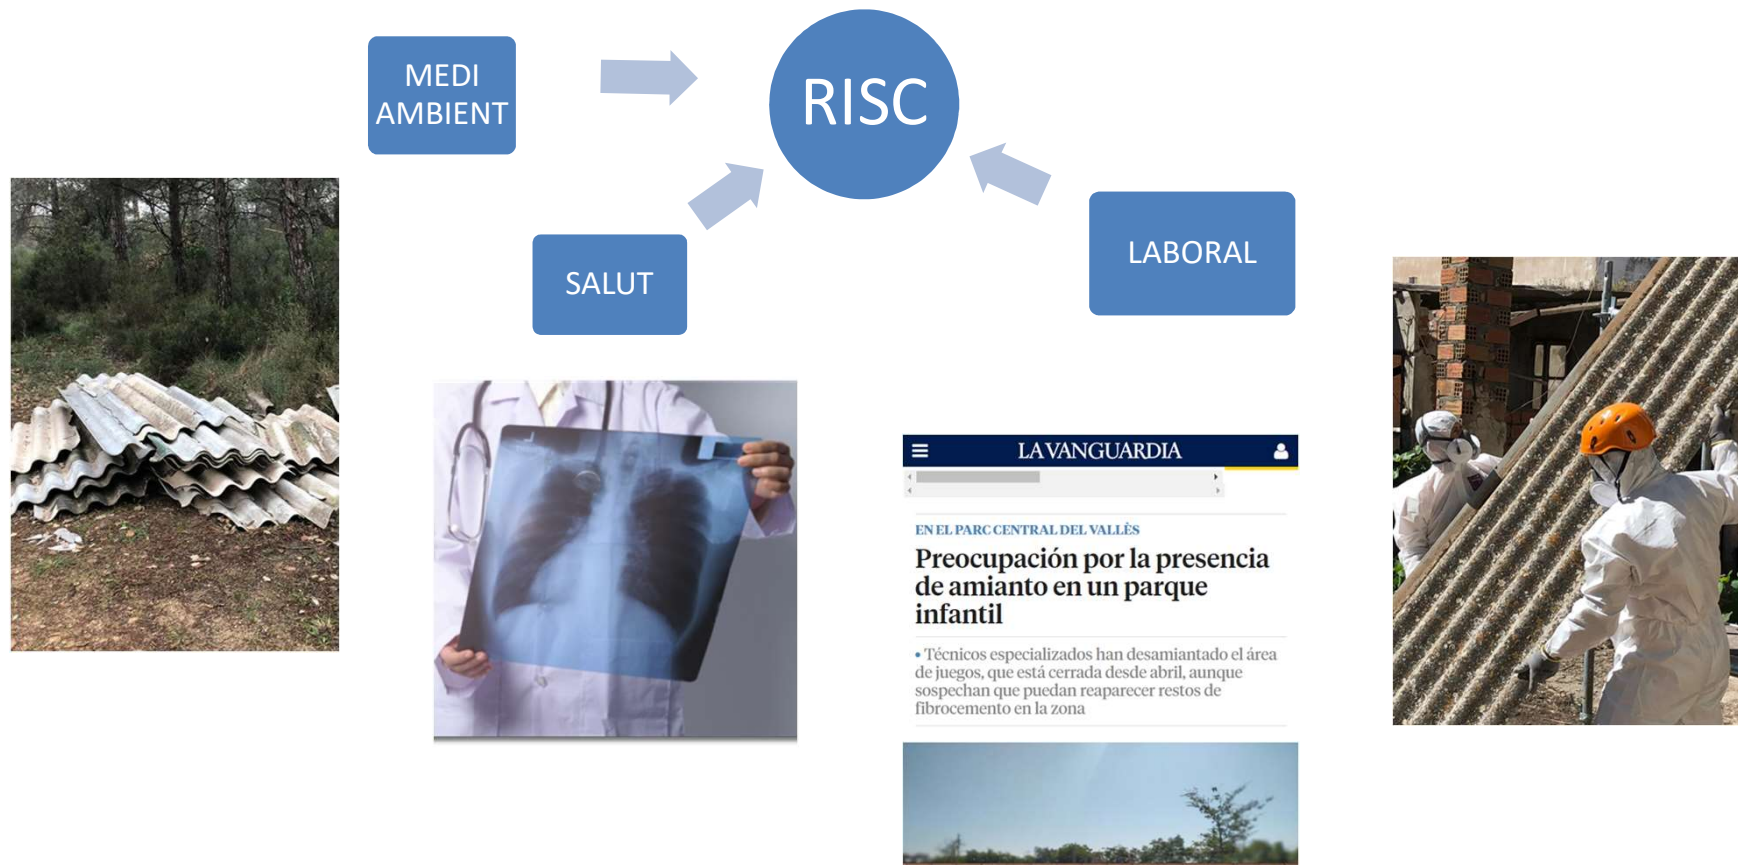 MEDI
AMBIENT
RISC
SALUT
LABORAL
LA VANGUARDIA
EN EL PARC CENTRAL DEL VALLÈS
Preocupación por la presencia
de amianto en un parque
infantil
• Técnicos especializados han desamiantado el área
de juegos, que está cerrada desde abril, aunque
sospechan que puedan reaparecer restos de
fibrocemento en la zona